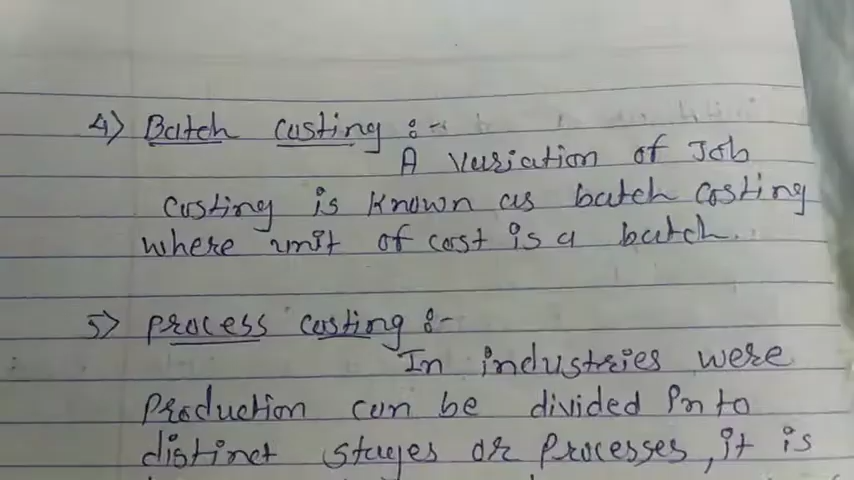 4) Batch costing :-
A variation of Job
costing is known as batch costing
where unit of cost is a batch.
5) process costing :-
In industries were
production can be divided into
distinct stages or processes, it is